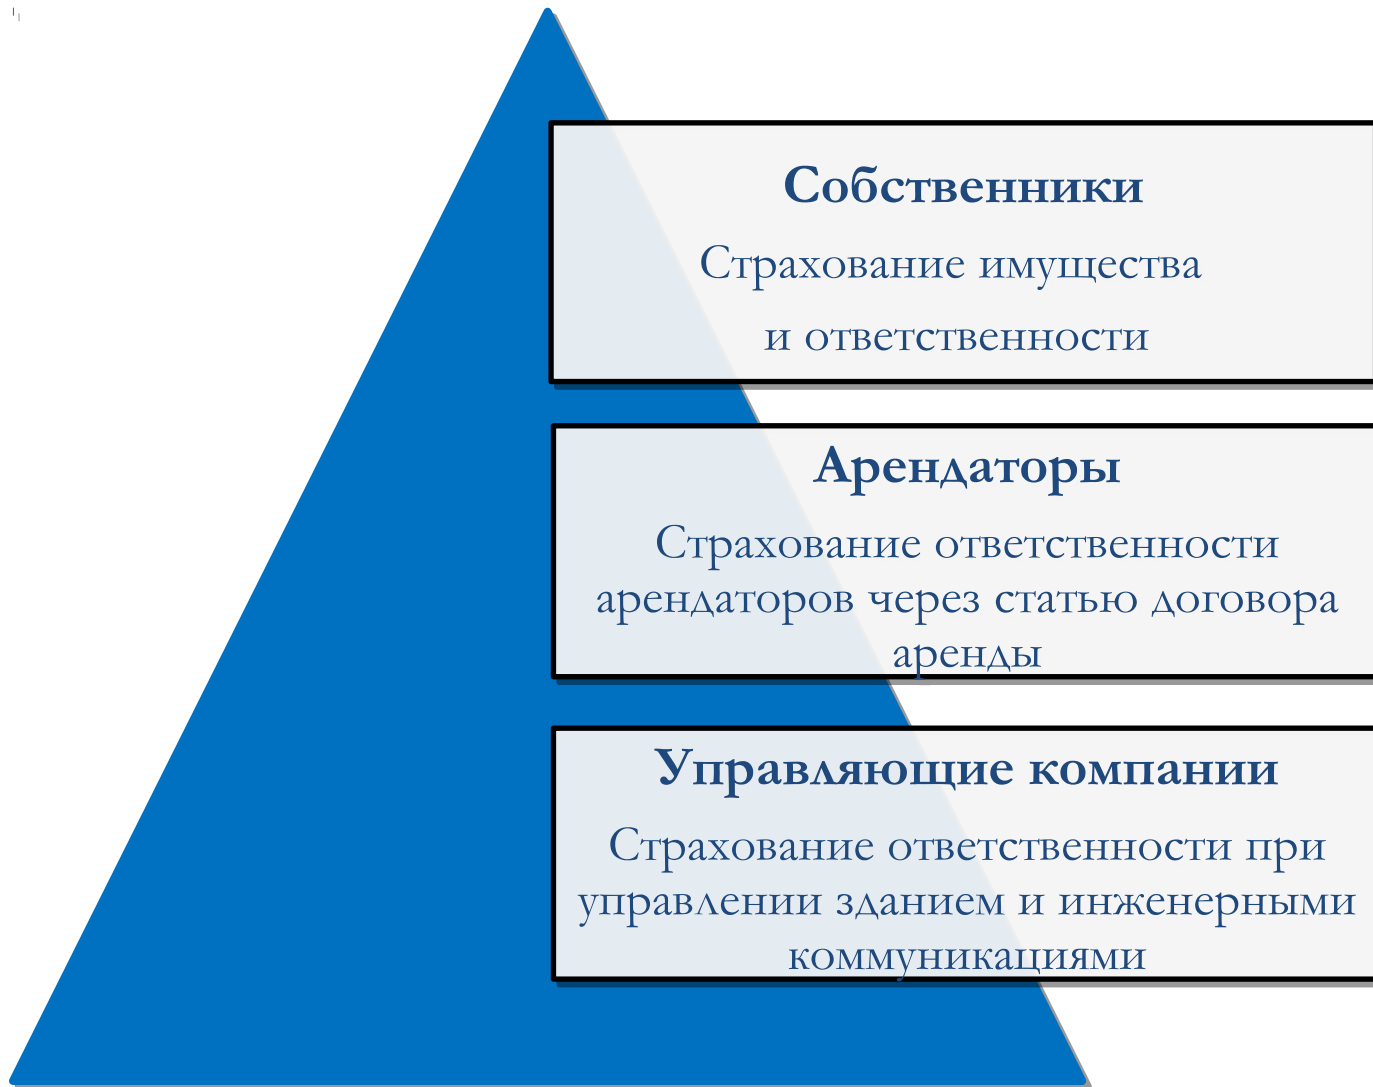 Собственники
Страхование имущества
и ответственности
Арендаторы
Страхование ответственности
арендаторов через статью договора
аренды
Управляющие компании
Страхование ответственности при
управлении зданием и инженерными
коммуникациями